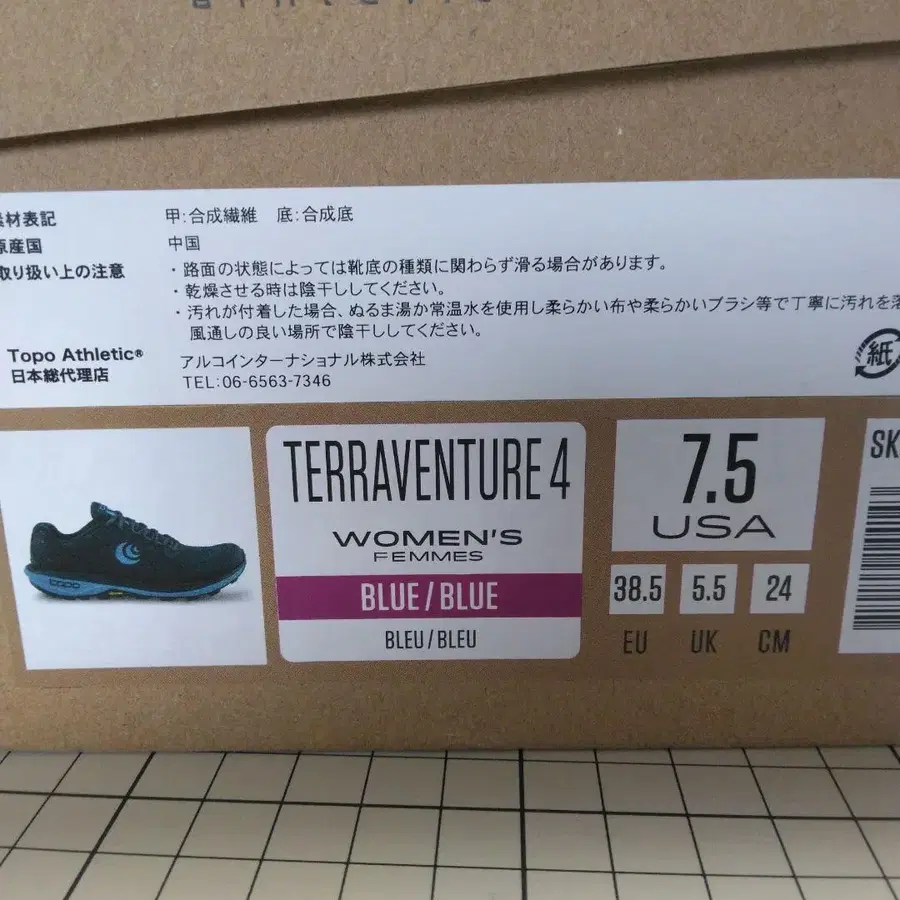 材表記 甲:合成繊維 底:合成底
原産国 中国
取り扱い上の注意 ・路面の状態によっては靴底の種類に関わらず滑る場合があります。
・乾燥させる時は陰干ししてください。
・汚れが付着した場合、ぬるま湯か常温水を使用し柔らかい布や柔らかいブラシ等で丁寧に汚れを落
風通しの良い場所で陰干ししてください。
Topo Athletic® アルコインターナショナル株式会社
日本総代理店 TEL:06-6563-7346
紙
topo
TERRAVENTURE 4
WOMEN'S
FEMMES
BLUE / BLUE
BLEU / BLEU
7.5
USA
38.5 5.5 24
EU UK CM
SK